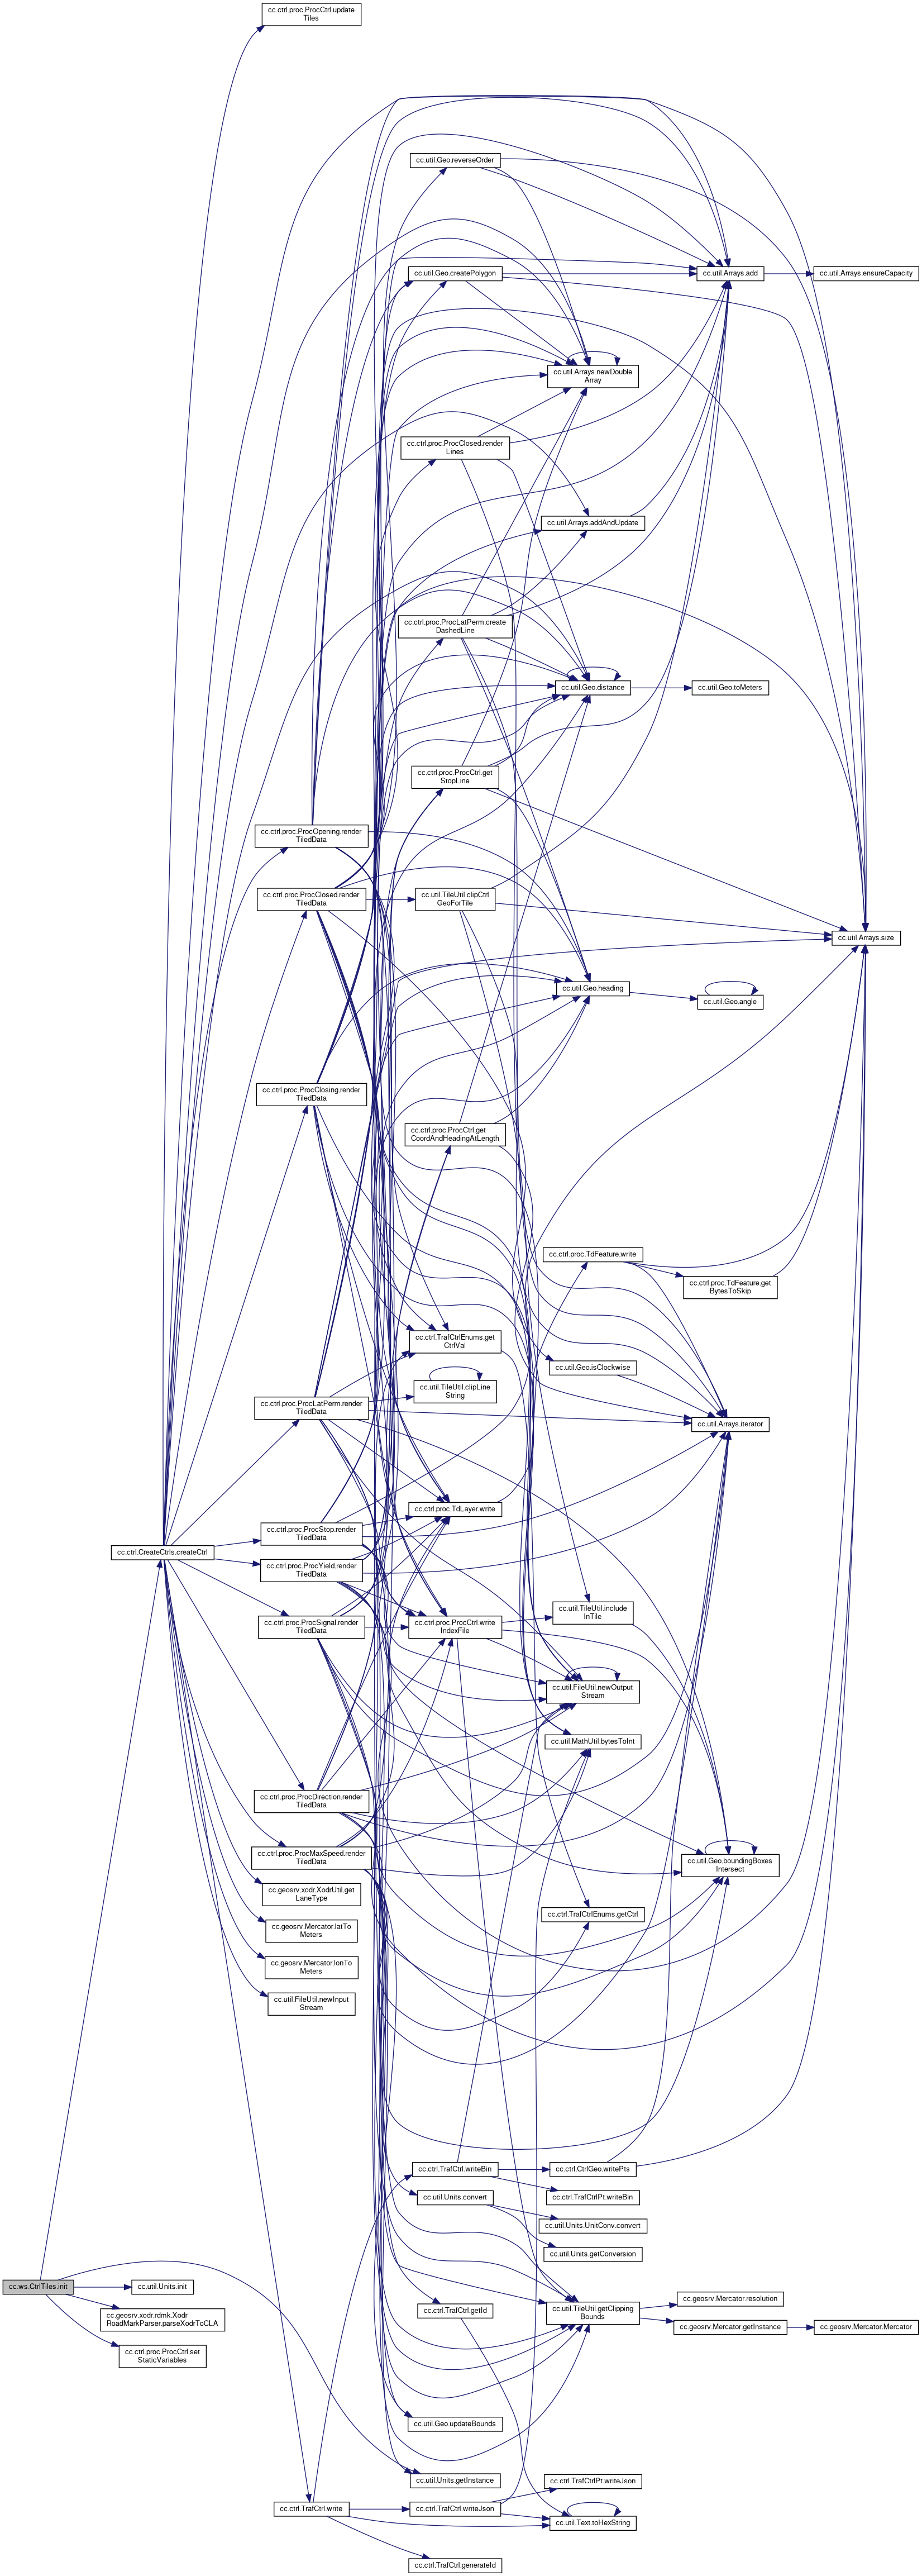 cc.ctrl.proc.ProcCtrl.update
Tiles
cc.util.Geo.reverseOrder
cc.util.Geo.createPolygon
cc.util.Arrays.add
cc.util.Arrays.ensureCapacity
cc.util.Arrays.newDouble
Array
cc.ctrl.proc.ProcClosed.render
Lines
cc.util.Arrays.addAndUpdate
cc.ctrl.proc.ProcLatPerm.create
DashedLine
cc.util.Geo.distance
cc.util.Geo.toMeters
cc.ctrl.proc.ProcCtrl.get
StopLine
cc.ctrl.proc.ProcOpening.render
TiledData
cc.ctrl.proc.ProcClosed.render
TiledData
cc.util.TileUtil.clipCtrl
GeoForTile
cc.util.Arrays.size
cc.util.Geo.heading
cc.util.Geo.angle
cc.ctrl.proc.ProcClosing.render
TiledData
cc.ctrl.proc.ProcCtrl.get
CoordAndHeadingAtLength
cc.ctrl.proc.TdFeature.write
cc.ctrl.proc.TdFeature.get
BytesToSkip
cc.ctrl.TrafCtrlEnums.get
CtrlVal
cc.util.Geo.isClockwise
cc.util.TileUtil.clipLine
String
cc.ctrl.proc.ProcLatPerm.render
TiledData
cc.util.Arrays.iterator
cc.ctrl.proc.TdLayer.write
cc.ctrl.proc.ProcStop.render
TiledData
cc.ctrl.CreateCtrls.createCtrl
cc.ctrl.proc.ProcYield.render
TiledData
cc.util.TileUtil.include
InTile
cc.ctrl.proc.ProcSignal.render
TiledData
cc.ctrl.proc.ProcCtrl.write
IndexFile
cc.util.FileUtil.newOutput
Stream
cc.util.MathUtil.bytesToInt
cc.ctrl.proc.ProcDirection.render
TiledData
cc.ctrl.proc.ProcMaxSpeed.render
TiledData
cc.util.Geo.boundingBoxes
Intersect
cc.geosrv.xodr.XodrUtil.get
LaneType
cc.ctrl.TrafCtrlEnums.getCtrl
cc.geosrv.Mercator.latTo
Meters
cc.geosrv.Mercator.lonTo
Meters
cc.util.FileUtil.newInput
Stream
cc.ctrl.TrafCtrl.writeBin
cc.ctrl.CtrlGeo.writePts
cc.util.Units.convert
cc.ctrl.TrafCtrlPt.writeBin
cc.util.Units.UnitConv.convert
cc.util.Units.getConversion
cc.ws.CtrlTiles.init
cc.util.Units.init
cc.geosrv.xodr.rdmk.Xodr
RoadMarkParser.parseXodrToCLA
cc.ctrl.proc.ProcCtrl.set
StaticVariables
cc.ctrl.TrafCtrl.getId
cc.util.TileUtil.getClipping
Bounds
cc.geosrv.Mercator.resolution
cc.geosrv.Mercator.getInstance
cc.geosrv.Mercator.Mercator
cc.util.Geo.updateBounds
cc.util.Units.getInstance
cc.ctrl.TrafCtrlPt.writeJson
cc.ctrl.TrafCtrl.write
cc.ctrl.TrafCtrl.writeJson
cc.util.Text.toHexString
cc.ctrl.TrafCtrl.generateId